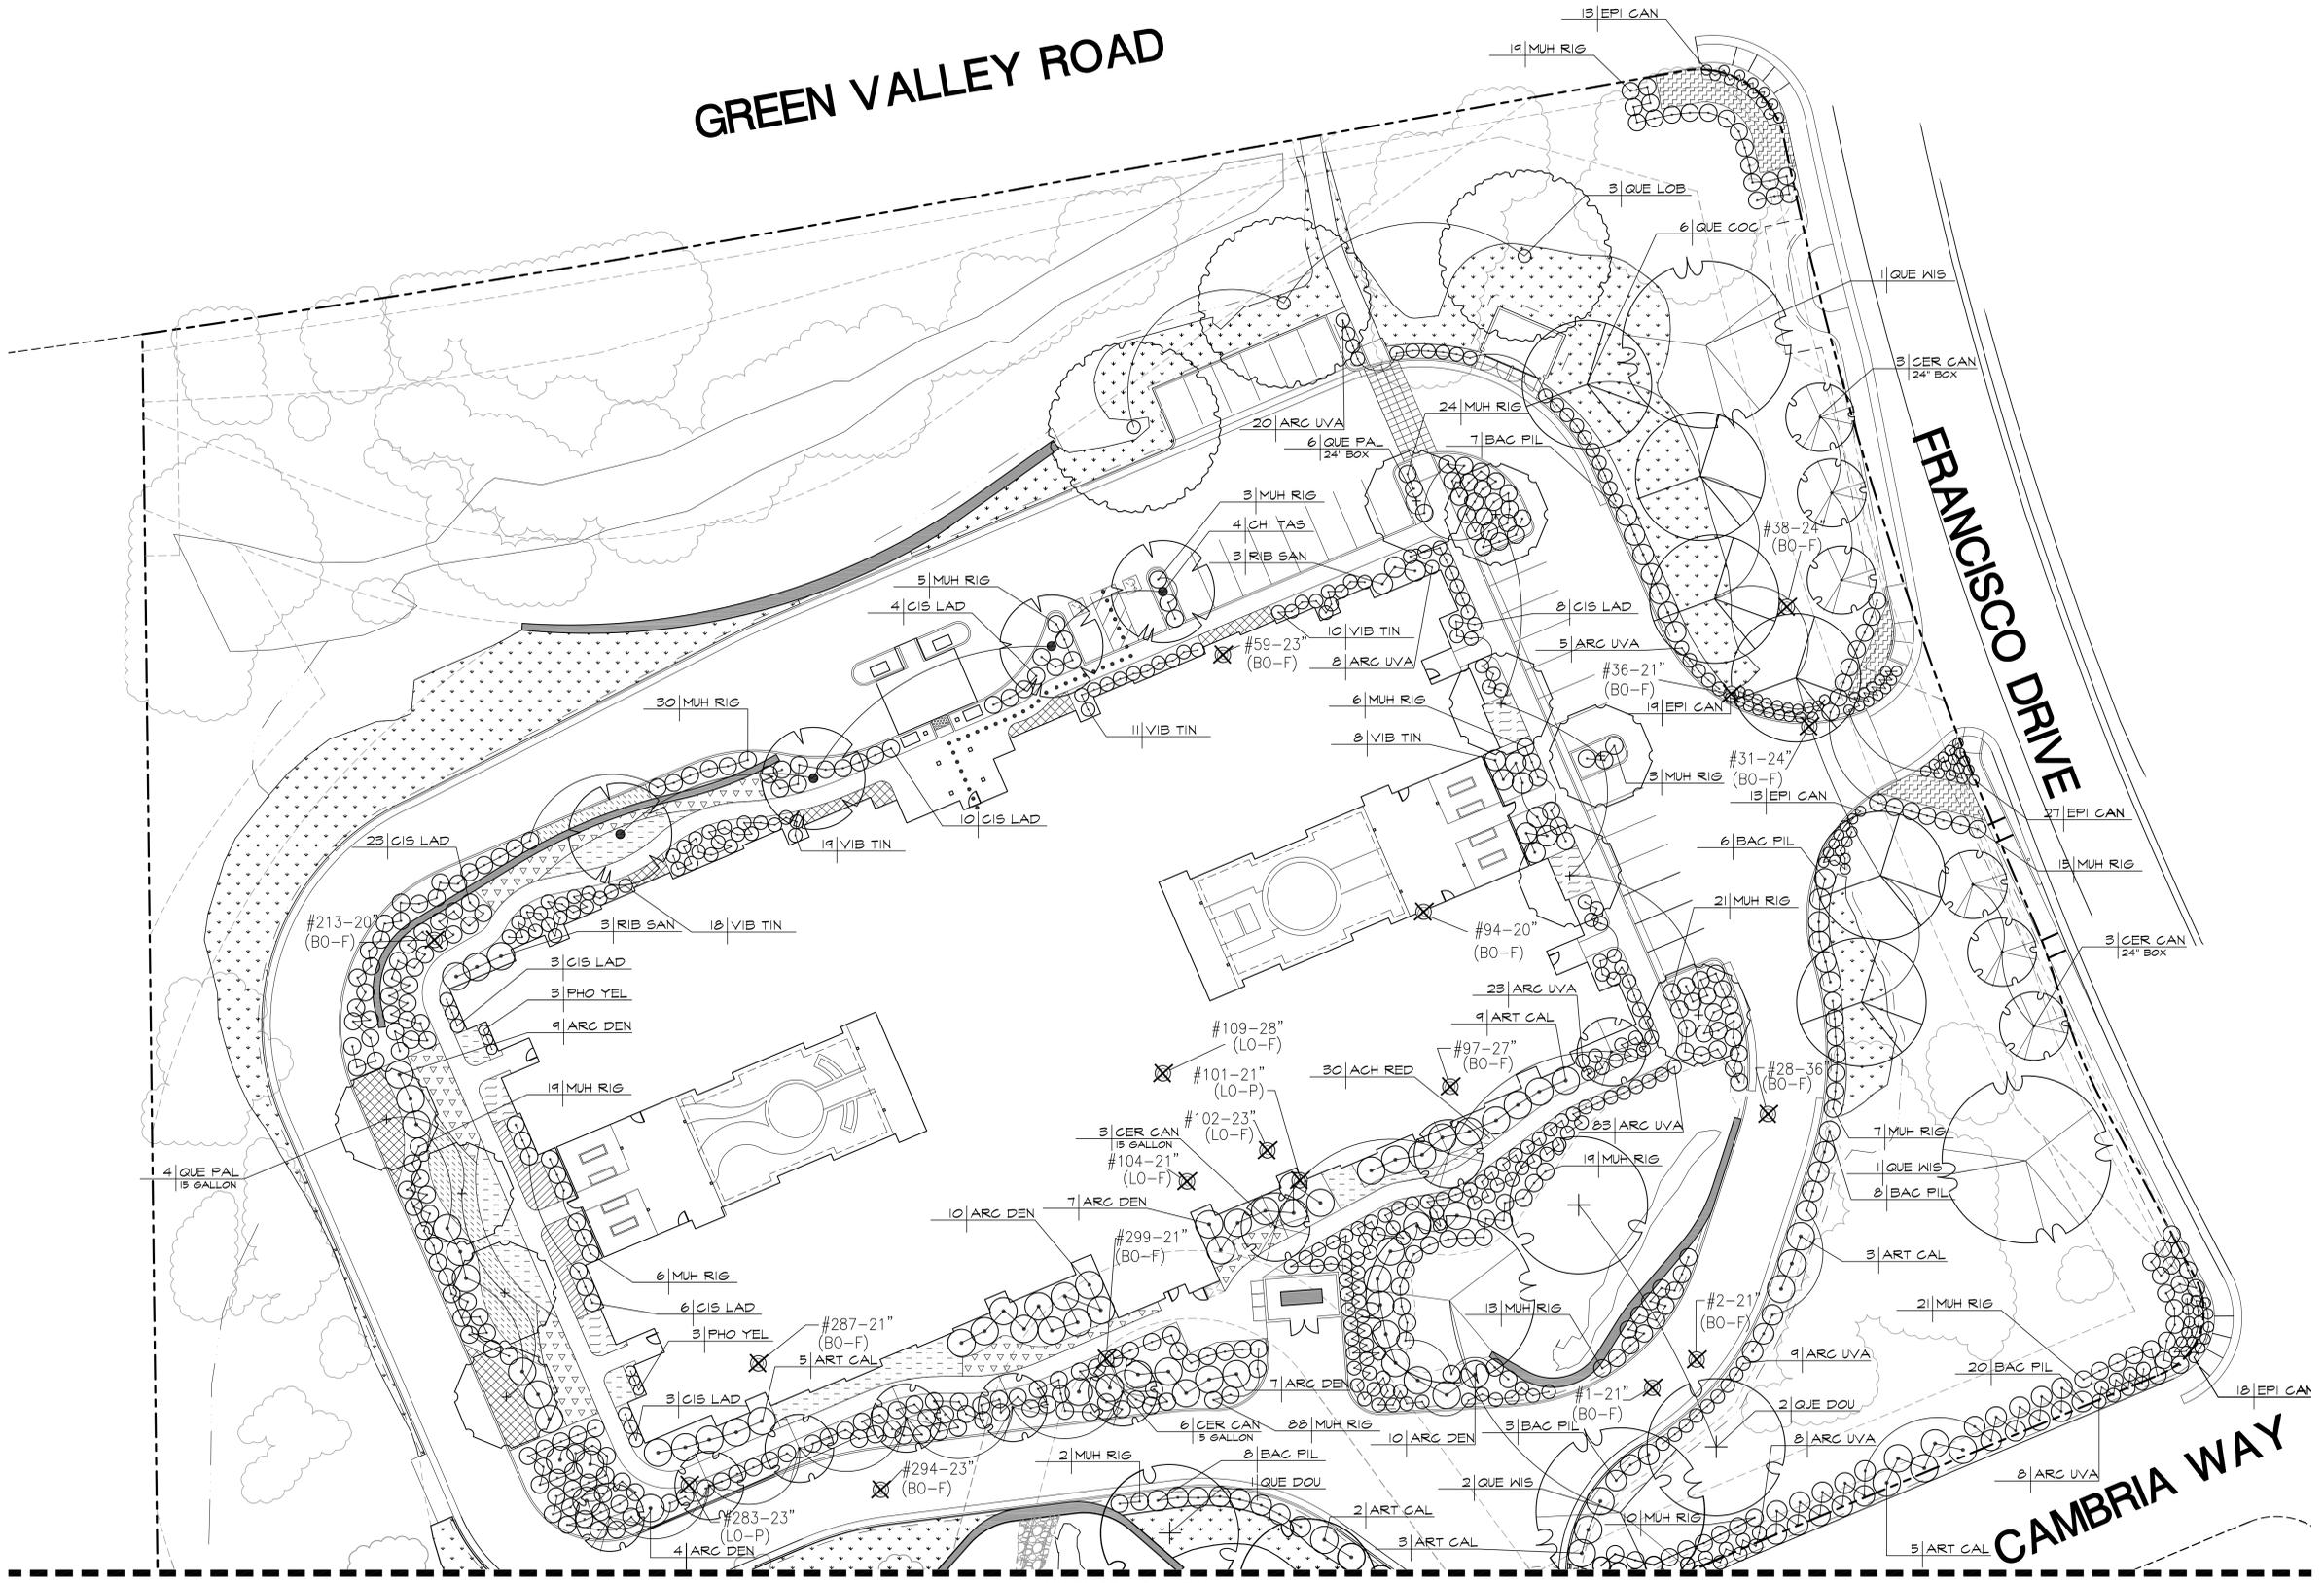 13 EPI CAN
19 MUH RIG
GREEN VALLEY ROAD
3 QUE LOB
6 QUE COC
1 QUE WIS
3 CER CAN
24" BOX
24 MUH RIG
20 ARC UVA
6 QUE PAL
24" BOX
7 BAC PIL
FRANCISCO DRIVE
3 MUH RIG
4 CHI TAS
3 RIB SAN
#38-24"
(BO-F)
5 MUH RIG
4 CIS LAD
8 CIS LAD
10 VIB TIN
#59-23"
(BO-F)
8 ARC UVA
5 ARC UVA
#36-21"
(BO-F)
30 MUH RIG
6 MUH RIG
19 EPI CAN
11 VIB TIN
8 VIB TIN
#31-24"
(BO-F)
3 MUH RIG
13 EPI CAN
27 EPI CAN
10 CIS LAD
23 CIS LAD
19 VIB TIN
6 BAC PIL
15 MUH RIG
21 MUH RIG
#213-20"
(BO-F)
3 RIB SAN
18 VIB TIN
#94-20"
(BO-F)
3 CER CAN
24" BOX
3 CIS LAD
3 PHO YEL
23 ARC UVA
9 ARC DEN
9 ART CAL
#109-28"
(LO-F)
#97-27"
(BO-F)
30 ACH RED
#101-21"
(LO-P)
#28-36"
(BO-F)
19 MUH RIG
#102-23"
(LO-F)
83 ARC UVA
3 CER CAN
15 GALLON
7 MUH RIG
#104-21"
(LO-F)
19 MUH RIG
4 QUE PAL
15 GALLON
1 QUE WIS
8 BAC PIL
7 ARC DEN
10 ARC DEN
#299-21"
(BO-F)
3 ART CAL
6 MUH RIG
6 CIS LAD
13 MUH RIG
#2-21"
(BO-F)
21 MUH RIG
3 PHO YEL
#287-21"
(BO-F)
5 ART CAL
9 ARC UVA
20 BAC PIL
7 ARC DEN
#1-21"
(BO-F)
18 EPI CAN
3 CIS LAD
6 CER CAN
15 GALLON
88 MUH RIG
10 ARC DEN
3 BAC PIL
2 QUE DOU
8 ARC UVA
2 MUH RIG
8 BAC PIL
#294-23"
(BO-F)
1 QUE DOU
2 QUE WIS
8 ARC UVA
CAMBRIA WAY
#283-23"
(LO-P)
2 ART CAL
10 MUH RIG
4 ARC DEN
3 ART CAL
5 ART CAL